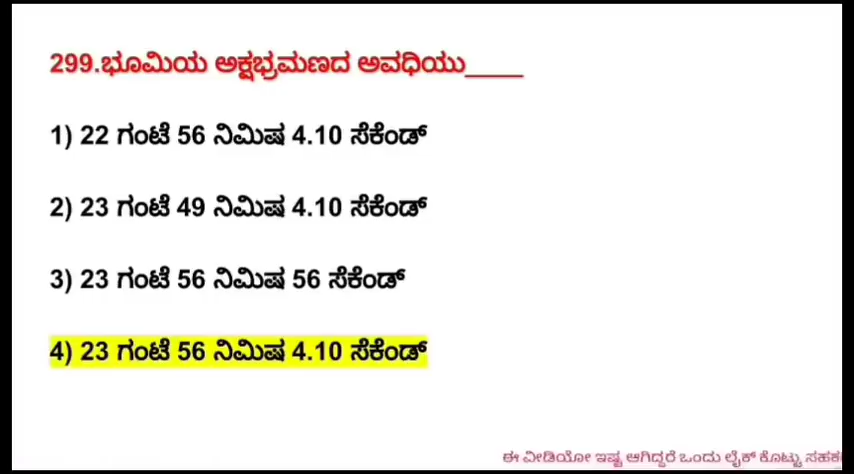 299.ಭೂಮಿಯ ಅಕ್ಷಭ್ರಮಣದ ಅವಧಿಯು____
1) 22 ಗಂಟೆ 56 ನಿಮಿಷ 4.10 ಸೆಕೆಂಡ್
2) 23 ಗಂಟೆ 49 ನಿಮಿಷ 4.10 ಸೆಕೆಂಡ್
3) 23 ಗಂಟೆ 56 ನಿಮಿಷ 56 ಸೆಕೆಂಡ್
4) 23 ಗಂಟೆ 56 ನಿಮಿಷ 4.10 ಸೆಕೆಂಡ್
ಈ ವೀಡಿಯೋ ಇಷ್ಟ ಆಗಿದ್ದರೆ ಒಂದು ಲೈಕ್ ಕೊಟ್ಟು